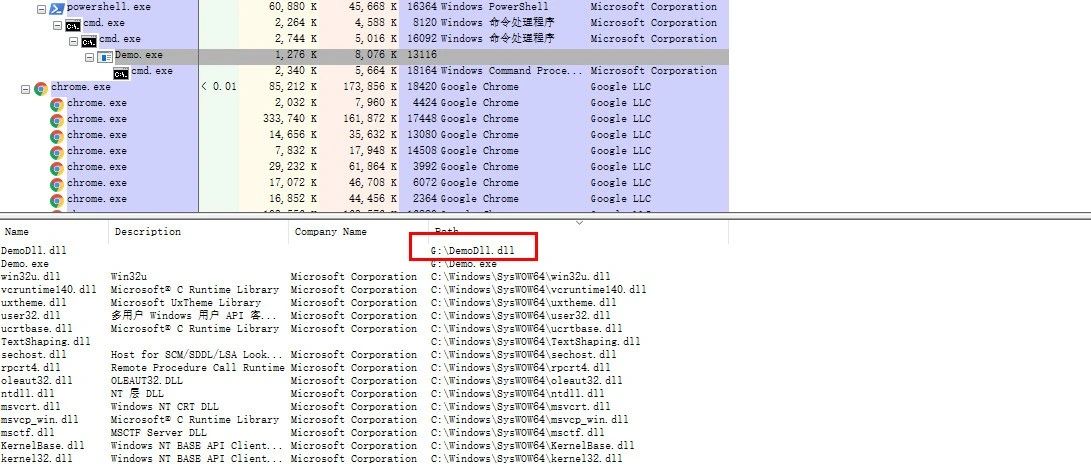 powershell.exe 60,880 K 45,668 K 16364 Windows PowerShell Microsoft Corporation
cmd.exe 2,264 K 4,588 K 8120 Windows 命令处理程序 Microsoft Corporation
cmd.exe 2,744 K 5,016 K 16092 Windows 命令处理程序 Microsoft Corporation
Demo.exe 1,276 K 8,076 K 13116
cmd.exe 2,340 K 5,664 K 18164 Windows Command Proce... Microsoft Corporation
chrome.exe < 0.01 85,212 K 173,856 K 18420 Google Chrome Google LLC
chrome.exe 2,032 K 7,960 K 4424 Google Chrome Google LLC
chrome.exe 333,740 K 161,872 K 17448 Google Chrome Google LLC
chrome.exe 14,656 K 35,632 K 13080 Google Chrome Google LLC
chrome.exe 7,832 K 17,948 K 14508 Google Chrome Google LLC
chrome.exe 29,232 K 61,864 K 3992 Google Chrome Google LLC
chrome.exe 17,072 K 46,708 K 6072 Google Chrome Google LLC
chrome.exe 16,852 K 44,456 K 2364 Google Chrome Google LLC
Name Description Company Name Path
DemoDll.dll G:\DemoDll.dll
Demo.exe G:\Demo.exe
win32u.dll Win32u Microsoft Corporation C:\Windows\SysWOW64\win32u.dll
vcruntime140.dll Microsoft® C Runtime Library Microsoft Corporation C:\Windows\SysWOW64\vcruntime140.dll
uxtheme.dll Microsoft UxTheme Library Microsoft Corporation C:\Windows\SysWOW64\uxtheme.dll
user32.dll 多用户 Windows 用户 API 客... Microsoft Corporation C:\Windows\SysWOW64\user32.dll
ucrtbase.dll Microsoft® C Runtime Library Microsoft Corporation C:\Windows\SysWOW64\ucrtbase.dll
TextShaping.dll C:\Windows\SysWOW64\TextShaping.dll
sechost.dll Host for SCM/SDDL/LSA Look... Microsoft Corporation C:\Windows\SysWOW64\sechost.dll
rpcrt4.dll Remote Procedure Call Runtime Microsoft Corporation C:\Windows\SysWOW64\rpcrt4.dll
oleaut32.dll OLEAUT32.DLL Microsoft Corporation C:\Windows\SysWOW64\oleaut32.dll
ntdll.dll NT 层 DLL Microsoft Corporation C:\Windows\SysWOW64\ntdll.dll
msvcrt.dll Windows NT CRT DLL Microsoft Corporation C:\Windows\SysWOW64\msvcrt.dll
msvcp_win.dll Microsoft® C Runtime Library Microsoft Corporation C:\Windows\SysWOW64\msvcp_win.dll
msctf.dll MSCTF Server DLL Microsoft Corporation C:\Windows\SysWOW64\msctf.dll
KernelBase.dll Windows NT BASE API Client... Microsoft Corporation C:\Windows\SysWOW64\KernelBase.dll
kernel32.dll Windows NT BASE API Client... Microsoft Corporation C:\Windows\SysWOW64\kernel32.dll